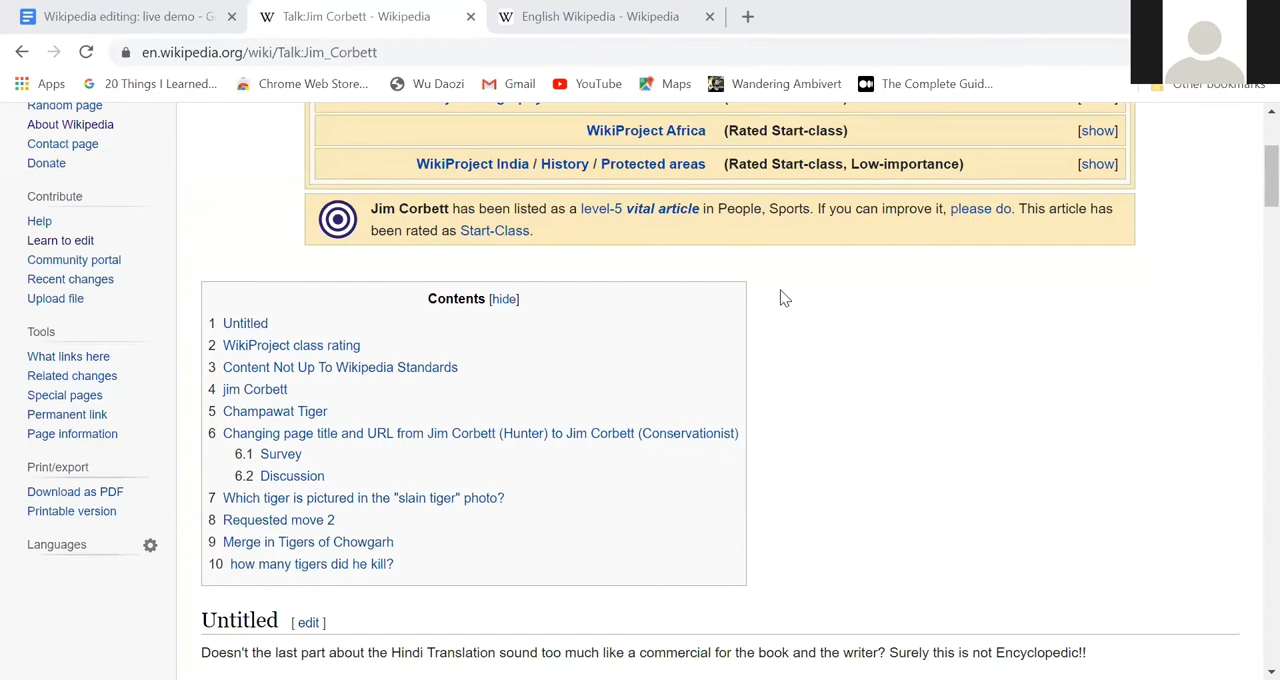 Wikipedia editing: live demo - G
Talk:Jim Corbett - Wikipedia
English Wikipedia - Wikipedia
en.wikipedia.org/wiki/Talk:Jim_Corbett
Apps
20 Things I Learned...
Chrome Web Store...
Wu Daozi
Gmail
YouTube
Maps
Wandering Ambivert
The Complete Guid...
Other bookmarks
Random page
About Wikipedia
Contact page
Donate
Contribute
Help
Learn to edit
Community portal
Recent changes
Upload file
Tools
What links here
Related changes
Special pages
Permanent link
Page information
Print/export
Download as PDF
Printable version
Languages
WikiProject Africa (Rated Start-class) [show]
WikiProject India / History / Protected areas (Rated Start-class, Low-importance) [show]
Jim Corbett has been listed as a level-5 vital article in People, Sports. If you can improve it, please do. This article has
been rated as Start-Class.
Contents [hide]
1 Untitled
2 WikiProject class rating
3 Content Not Up To Wikipedia Standards
4 jim Corbett
5 Champawat Tiger
6 Changing page title and URL from Jim Corbett (Hunter) to Jim Corbett (Conservationist)
6.1 Survey
6.2 Discussion
7 Which tiger is pictured in the "slain tiger" photo?
8 Requested move 2
9 Merge in Tigers of Chowgarh
10 how many tigers did he kill?
Untitled [ edit ]
Doesn't the last part about the Hindi Translation sound too much like a commercial for the book and the writer? Surely this is not Encyclopedic!!